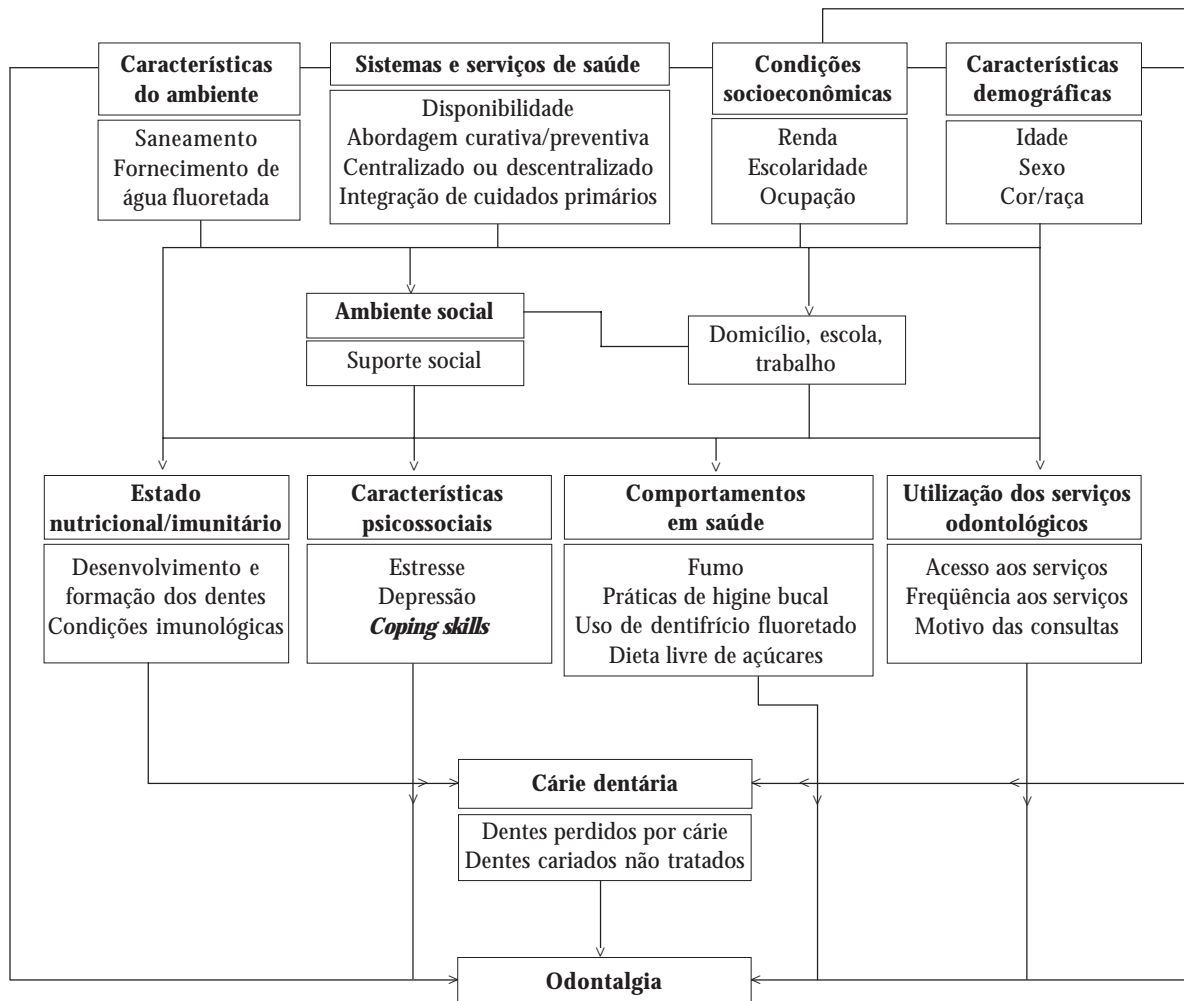 Características
do ambiente
Saneamento
Fornecimento de
água fluoretada
Sistemas e serviços de saúde
Disponibilidade
Abordagem curativa/preventiva
Centralizado ou descentralizado
Integração de cuidados primários
Condições
socioeconômicas
Renda
Escolaridade
Ocupação
Características
demográficas
Idade
Sexo
Cor/raça
Ambiente social
Suporte social
Domicílio, escola,
trabalho
Estado
nutricional/imunitário
Desenvolvimento e
formação dos dentes
Condições imunológicas
Características
psicossociais
Estresse
Depressão
Coping skills
Comportamentos
em saúde
Fumo
Práticas de higine bucal
Uso de dentifrício fluoretado
Dieta livre de açúcares
Utilização dos serviços
odontológicos
Acesso aos serviços
Freqüência aos serviços
Motivo das consultas
Cárie dentária
Dentes perdidos por cárie
Dentes cariados não tratados
Odontalgia